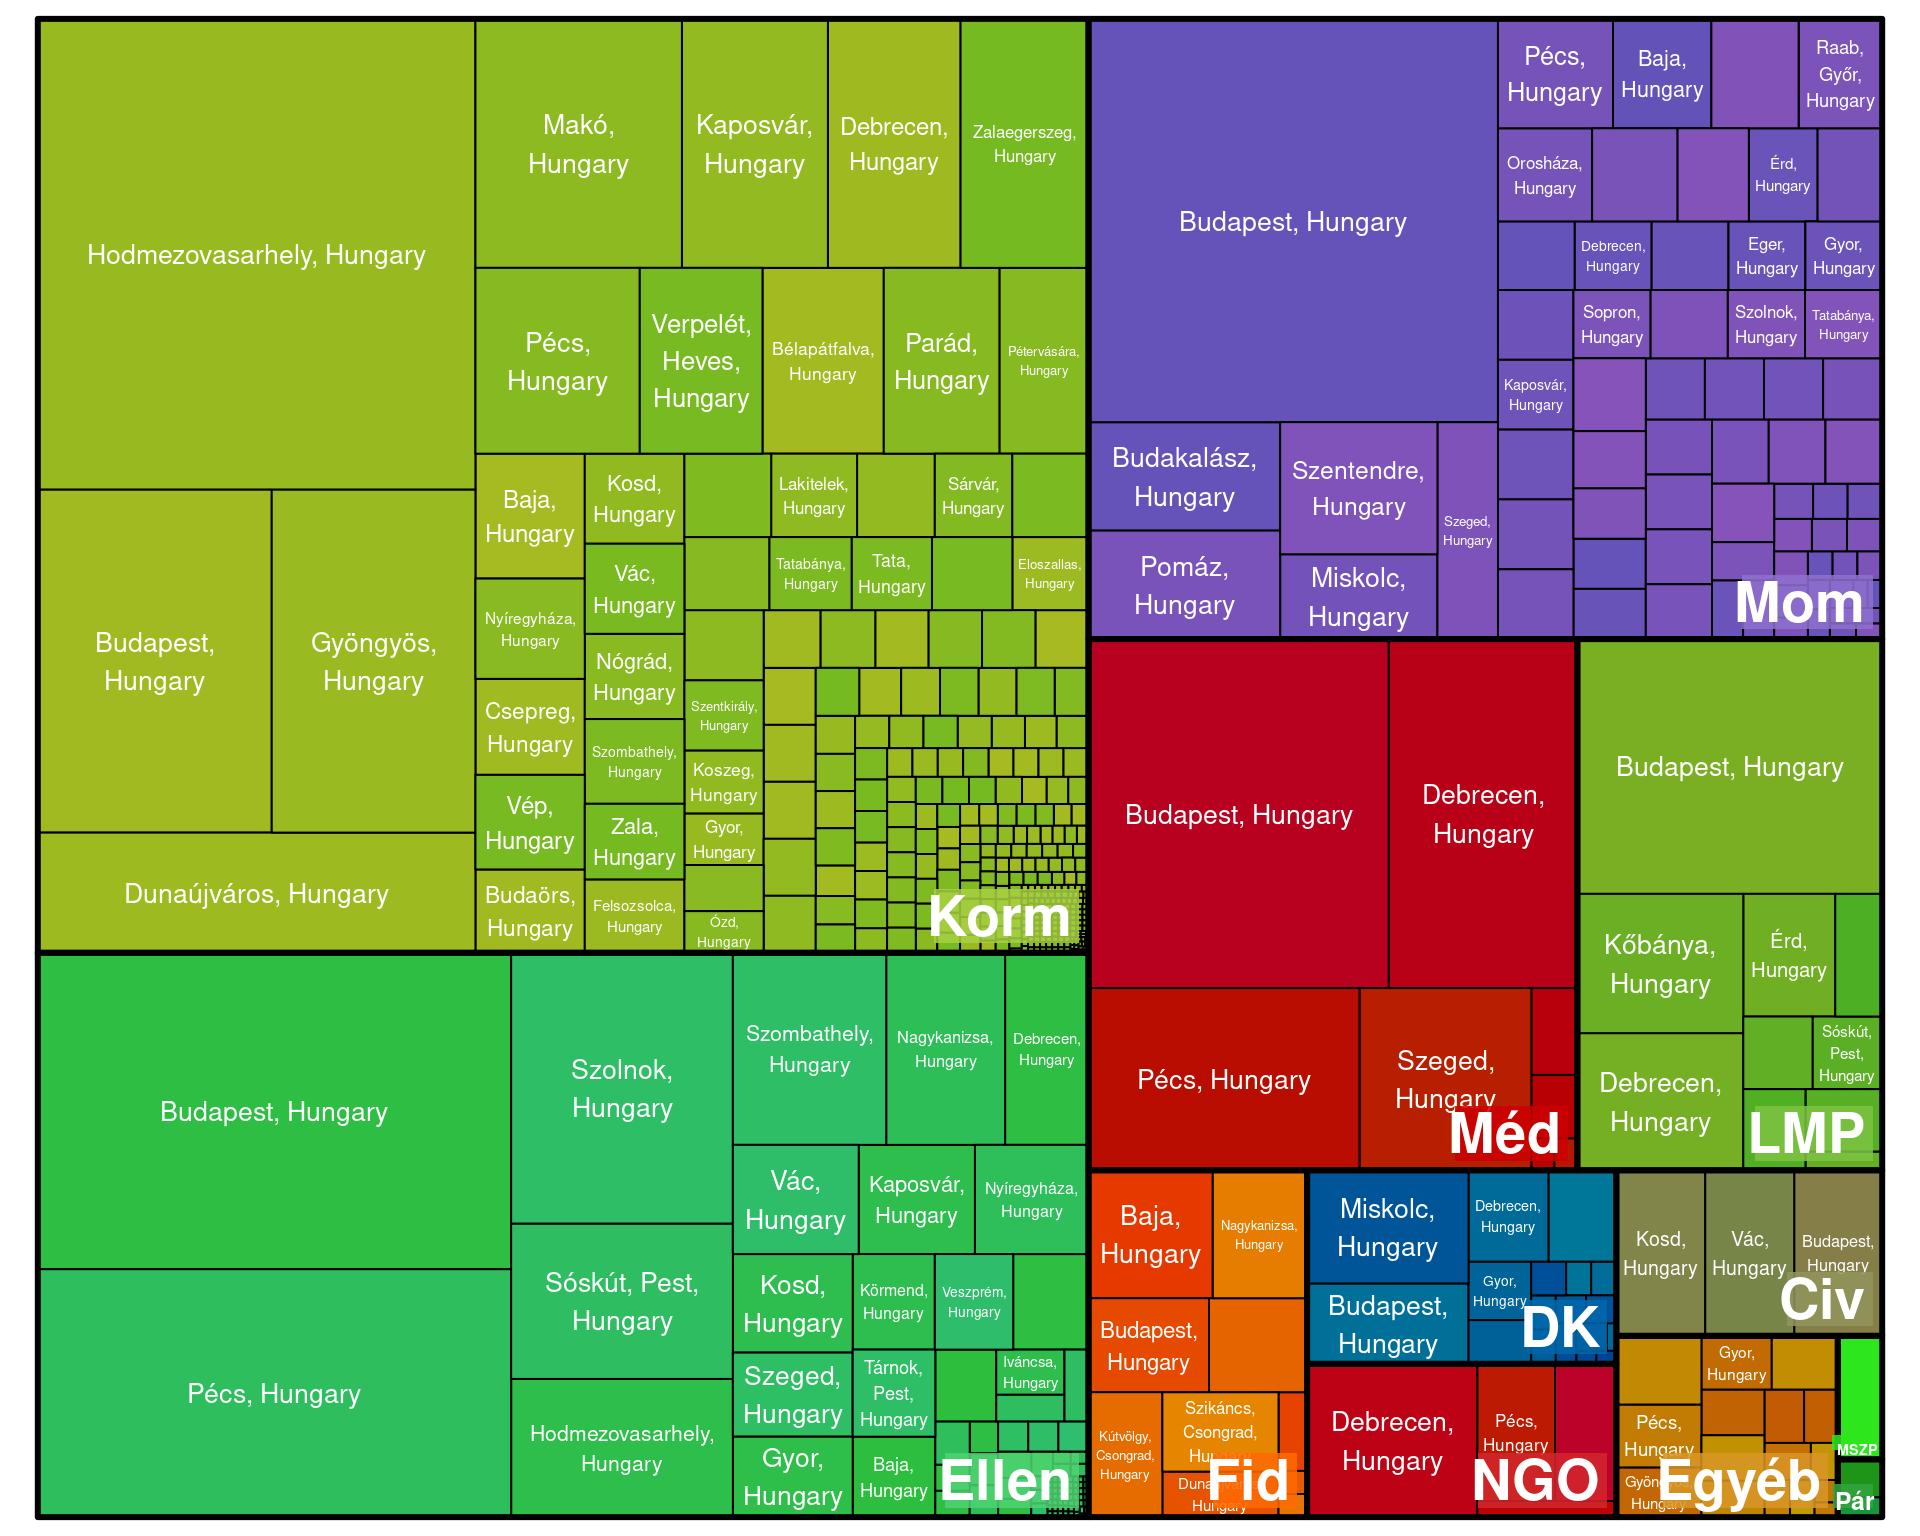 Hodmezovasarhely, Hungary
Budapest,
Hungary
Gyöngyös,
Hungary
Dunaújváros, Hungary
Makó,
Hungary
Kaposvár,
Hungary
Debrecen,
Hungary
Zalaegerszeg,
Hungary
Pécs,
Hungary
Verpelét,
Heves,
Hungary
Bélapátfalva,
Hungary
Parád,
Hungary
Pétervására,
Hungary
Baja,
Hungary
Nyíregyháza,
Hungary
Csepreg,
Hungary
Vép,
Hungary
Budaörs,
Hungary
Kosd,
Hungary
Vác,
Hungary
Nógrád,
Hungary
Szombathely,
Hungary
Zala,
Hungary
Felsozsolca,
Hungary
Lakitelek,
Hungary
Sárvár,
Hungary
Tatabánya,
Hungary
Tata,
Hungary
Eloszallas,
Hungary
Szentkirály,
Hungary
Koszeg,
Hungary
Gyor,
Hungary
Ózd,
Hungary
Korm
Budapest, Hungary
Budakalász,
Hungary
Pomáz,
Hungary
Szentendre,
Hungary
Miskolc,
Hungary
Szeged,
Hungary
Pécs,
Hungary
Baja,
Hungary
Raab,
Győr,
Hungary
Orosháza,
Hungary
Érd,
Hungary
Debrecen,
Hungary
Eger,
Hungary
Gyor,
Hungary
Sopron,
Hungary
Szolnok,
Hungary
Tatabánya,
Hungary
Kaposvár,
Hungary
Mom
Budapest, Hungary
Debrecen,
Hungary
Pécs, Hungary
Szeged,
Hungary
Méd
Budapest, Hungary
Kőbánya,
Hungary
Debrecen,
Hungary
Érd,
Hungary
Sóskút,
Pest,
Hungary
LMP
Budapest, Hungary
Pécs, Hungary
Szolnok,
Hungary
Sóskút, Pest,
Hungary
Hodmezovasarhely,
Hungary
Szombathely,
Hungary
Nagykanizsa,
Hungary
Debrecen,
Hungary
Vác,
Hungary
Kaposvár,
Hungary
Nyíregyháza,
Hungary
Kosd,
Hungary
Körmend,
Hungary
Veszprém,
Hungary
Szeged,
Hungary
Tárnok,
Pest,
Hungary
Iváncsa,
Hungary
Gyor,
Hungary
Baja,
Hungary
Ellen
Baja,
Hungary
Nagykanizsa,
Hungary
Budapest,
Hungary
Kútvölgy,
Csongrad,
Hungary
Szikáncs,
Csongrad,
Hungary
Hungary
Fid
Miskolc,
Hungary
Budapest,
Hungary
Debrecen,
Hungary
Gyor,
Hungary
DK
Debrecen,
Hungary
Pécs,
Hungary
NGO
Kosd,
Hungary
Vác,
Hungary
Budapest,
Hungary
Civ
Gyor,
Hungary
Pécs,
Hungary
Hungary
Egyéb
MSZP
Pár